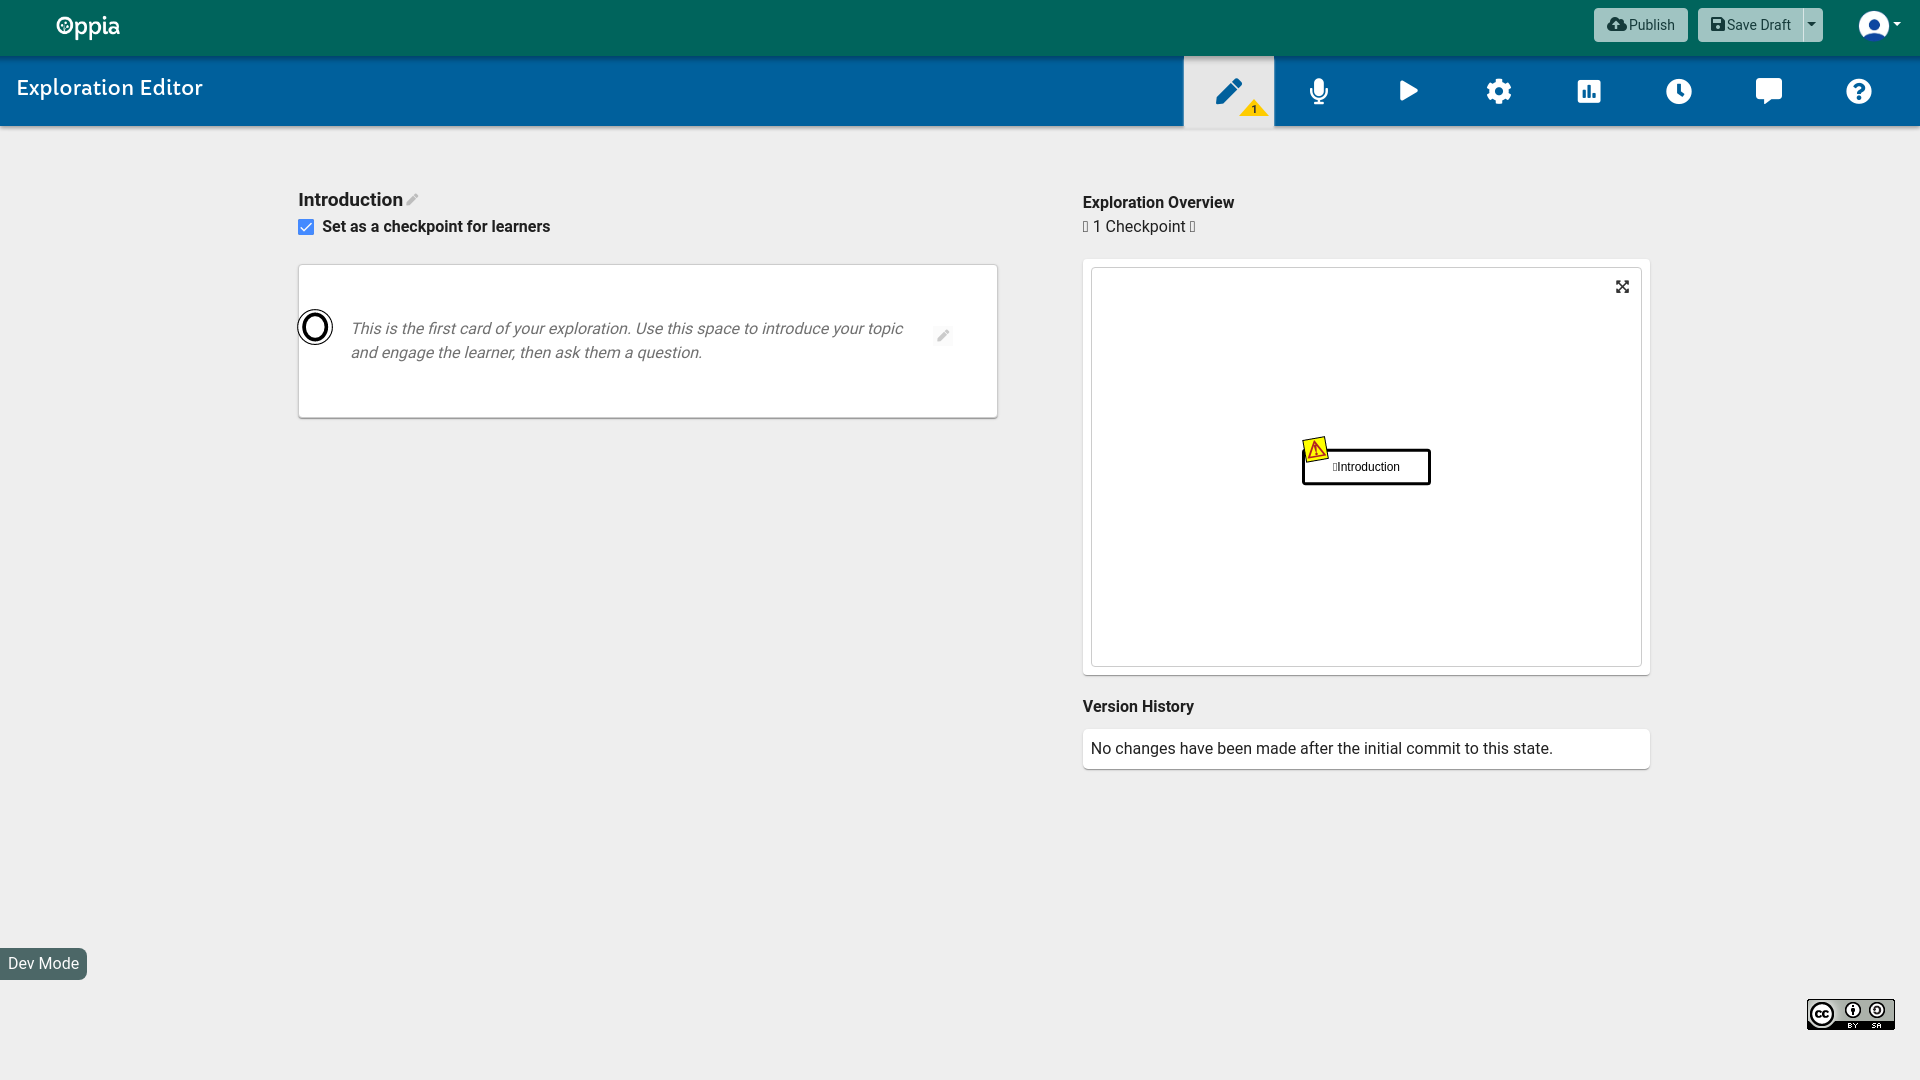 Oppia
Publish
Save Draft
Exploration Editor
1
Introduction
Set as a checkpoint for learners
This is the first card of your exploration. Use this space to introduce your topic
and engage the learner, then ask them a question.
Exploration Overview
1 Checkpoint
Introduction
Version History
No changes have been made after the initial commit to this state.
Dev Mode
CC BY SA